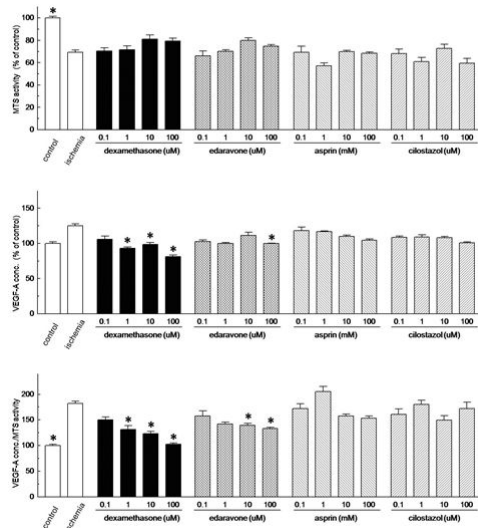 MTS activity (% of control)
100
80
60
40
20
0
*
control
ischemia
0.1 1 10 100 0.1 1 10 100 0.1 1 10 100 0.1 1 10 100
dexamethasone (uM) edaravone (uM) asprin (mM) cilostazol (uM)
VEGF-A conc. (% of control)
150
100
50
0
* * * *
control
ischemia
0.1 1 10 100 0.1 1 10 100 0.1 1 10 100 0.1 1 10 100
dexamethasone (uM) edaravone (uM) asprin (mM) cilostazol (uM)
VEGF-A conc./MTS activity
200
150
100
50
0
* * * * * *
control
ischemia
0.1 1 10 100 0.1 1 10 100 0.1 1 10 100 0.1 1 10 100
dexamethasone (uM) edaravone (uM) asprin (mM) cilostazol (uM)